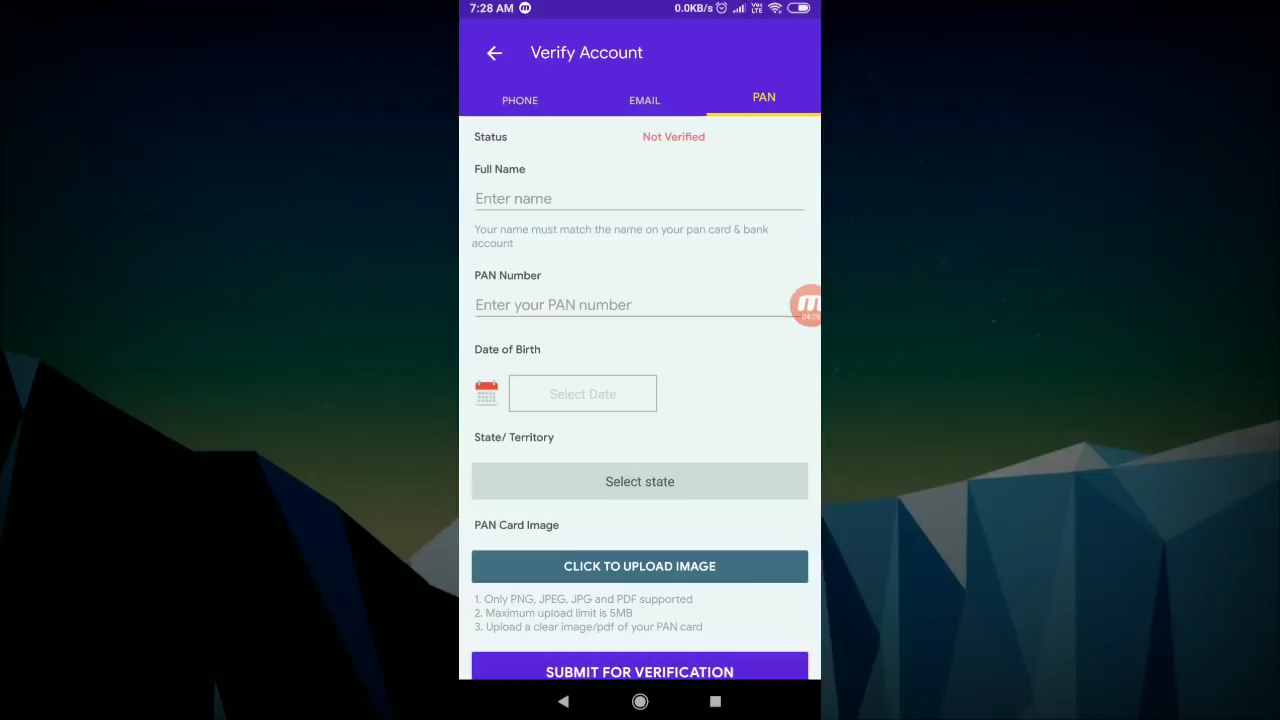 7:28 AM
0.0KB/s
Vo LTE
Verify Account
PHONE
EMAIL
PAN
Status
Not Verified
Full Name
Enter name
Your name must match the name on your pan card & bank
account
PAN Number
Enter your PAN number
Date of Birth
Select Date
State/ Territory
Select state
PAN Card Image
CLICK TO UPLOAD IMAGE
1. Only PNG, JPEG, JPG and PDF supported
2. Maximum upload limit is 5MB
3. Upload a clear image/pdf of your PAN card
SUBMIT FOR VERIFICATION